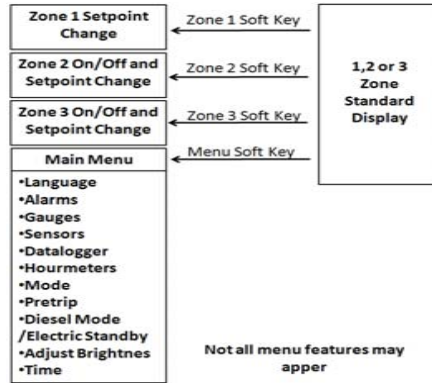 Zone 1 Setpoint
Change
Zone 1 Soft Key
Zone 2 On/Off and
Setpoint Change
Zone 2 Soft Key
Zone 3 On/Off and
Setpoint Change
Zone 3 Soft Key
1,2 or 3
Zone
Standard
Display
Main Menu
Menu Soft Key
•Language
•Alarms
•Gauges
•Sensors
•Datalogger
•Hourmeters
•Mode
•Pretrip
•Diesel Mode
/Electric Standby
•Adjust Brightnes
•Time
Not all menu features may
apper